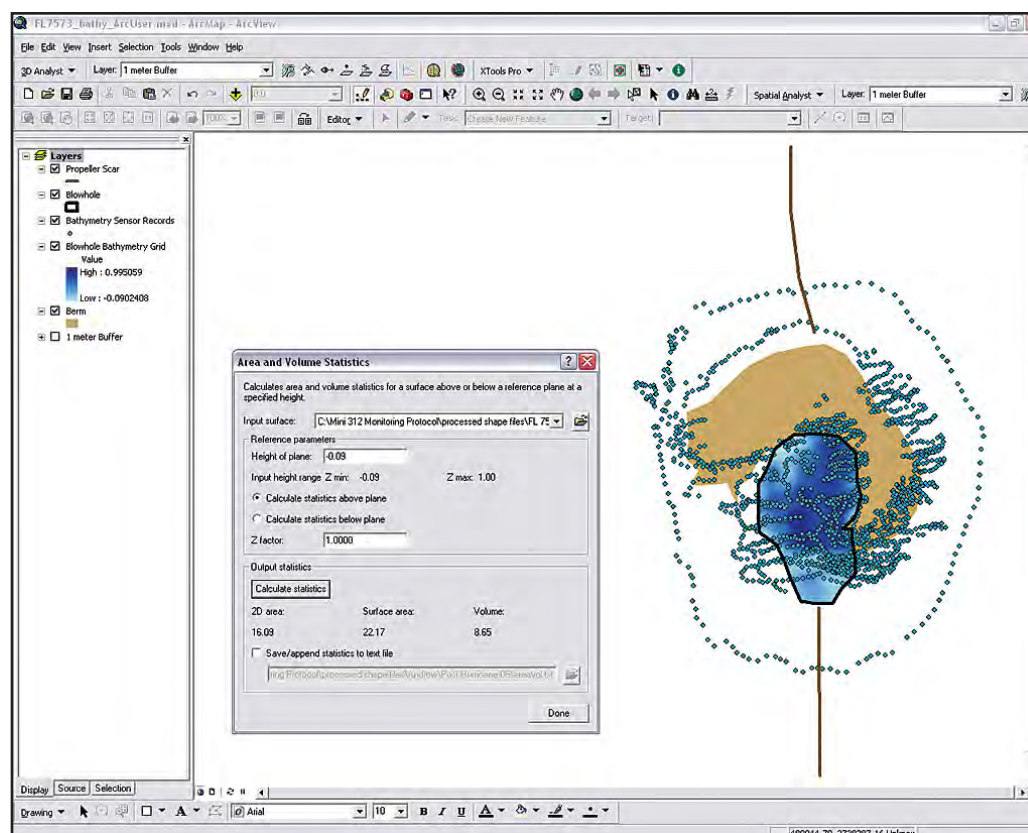 FL7573_bathy_ArcUser.mxd - ArcMap - ArcView
File Edit View Insert Selection Tools Window Help
3D Analyst Layer: 1 meter Buffer XTools Pro
Spatial Analyst Layer: 1 meter Buffer
100% Editor Task: Create New Feature Target:
Layers
Propeller Scar
Blowhole
Bathymetry Sensor Records
Blowhole Bathymetry Grid
Value
High : 0.995059
Low : -0.0902408
Berm
1 meter Buffer
Area and Volume Statistics
Calculates area and volume statistics for a surface above or below a reference plane at a
specified height.
Input surface: C:\Mini 312 Monitoring Protocol\processed shape files\FL 75
Reference parameters
Height of plane: -0.09
Input height range Z min: -0.09 Z max: 1.00
Calculate statistics above plane
Calculate statistics below plane
Z factor: 1.0000
Output statistics
Calculate statistics
2D area: Surface area: Volume:
16.09 22.17 8.65
Save/append statistics to text file
Done
Display Source Selection
Drawing A Arial 10 B I U A